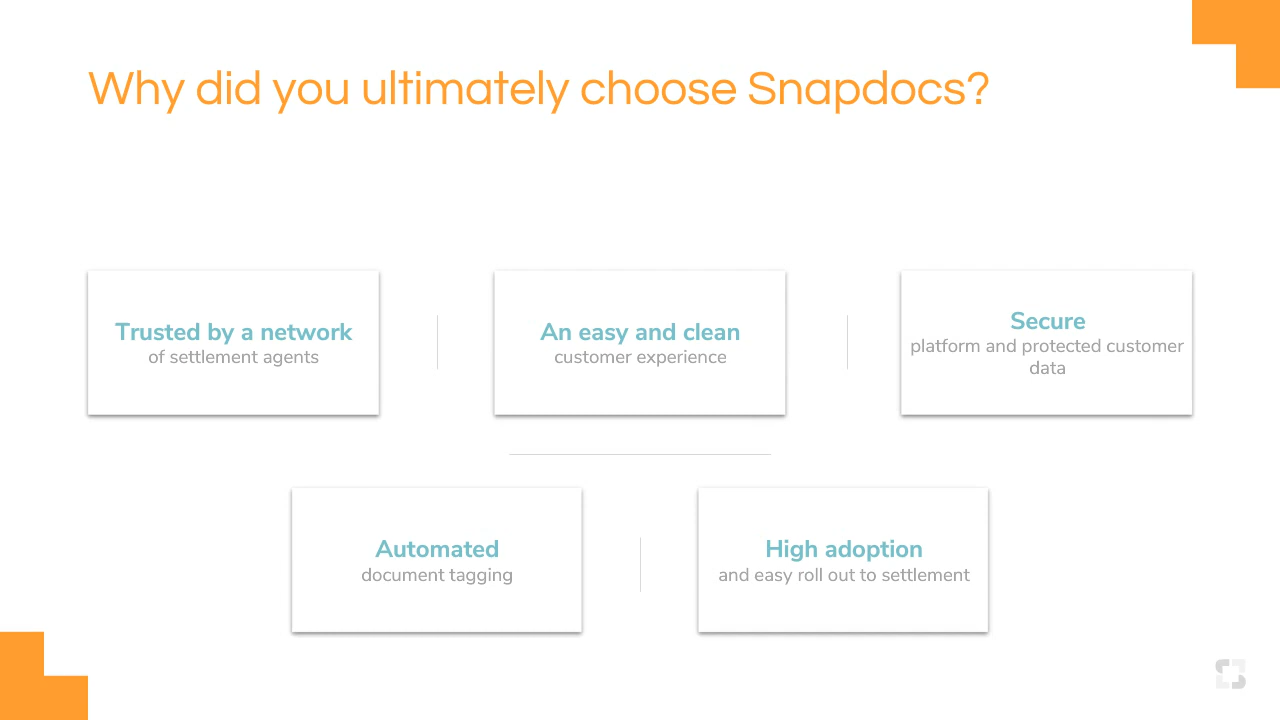 Why did you ultimately choose Snapdocs?
Trusted by a network
of settlement agents
An easy and clean
customer experience
Secure
platform and protected customer
data
Automated
document tagging
High adoption
and easy roll out to settlement